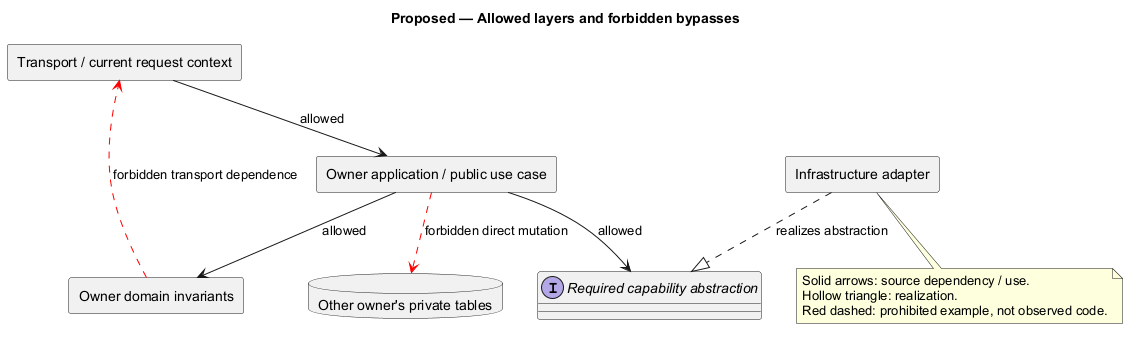 Proposed — Allowed layers and forbidden bypasses
Transport / current request context
allowed
forbidden transport dependence
Owner application / public use case
Infrastructure adapter
allowed
forbidden direct mutation
allowed
realizes abstraction
Owner domain invariants
Other owner's private tables
I Required capability abstraction
Solid arrows: source dependency / use.
Hollow triangle: realization.
Red dashed: prohibited example, not observed code.